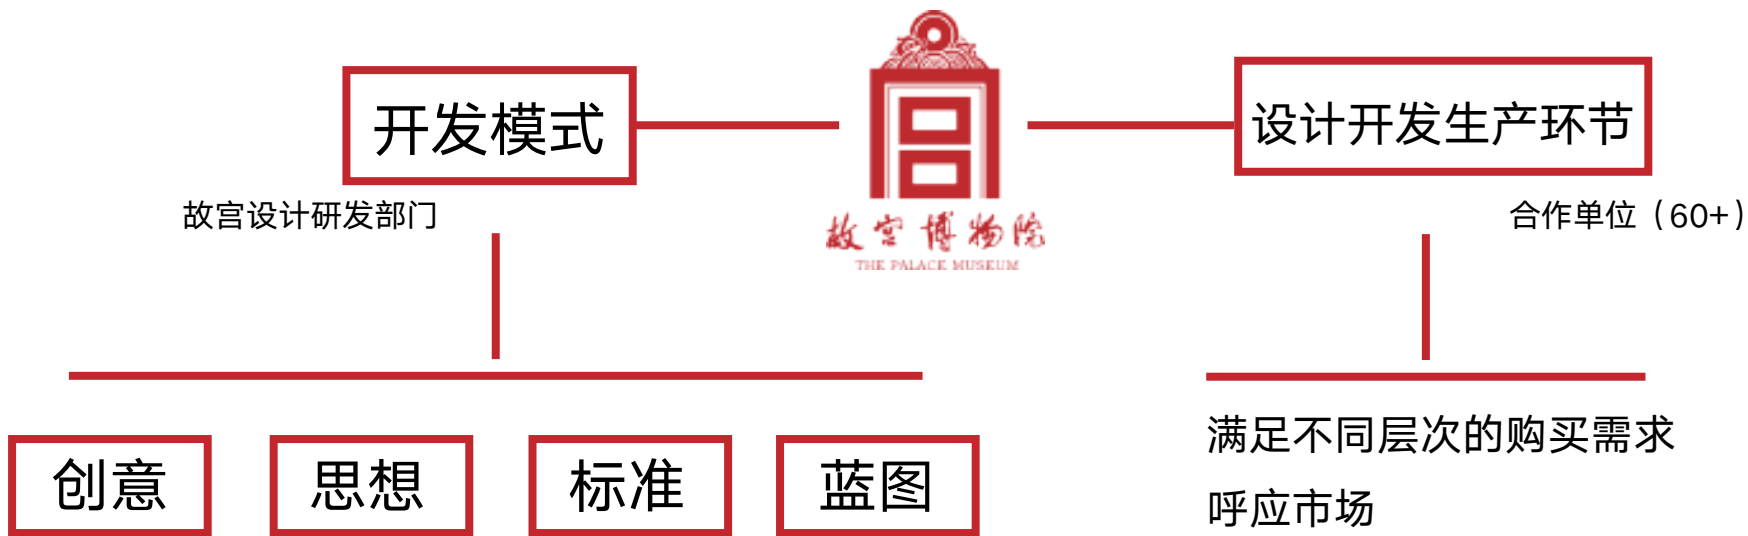 开发模式
设计开发生产环节
故宫设计研发部门
合作单位（60+）
故宫博物院
THE PALACE MUSEUM
创意
思想
标准
蓝图
满足不同层次的购买需求
呼应市场